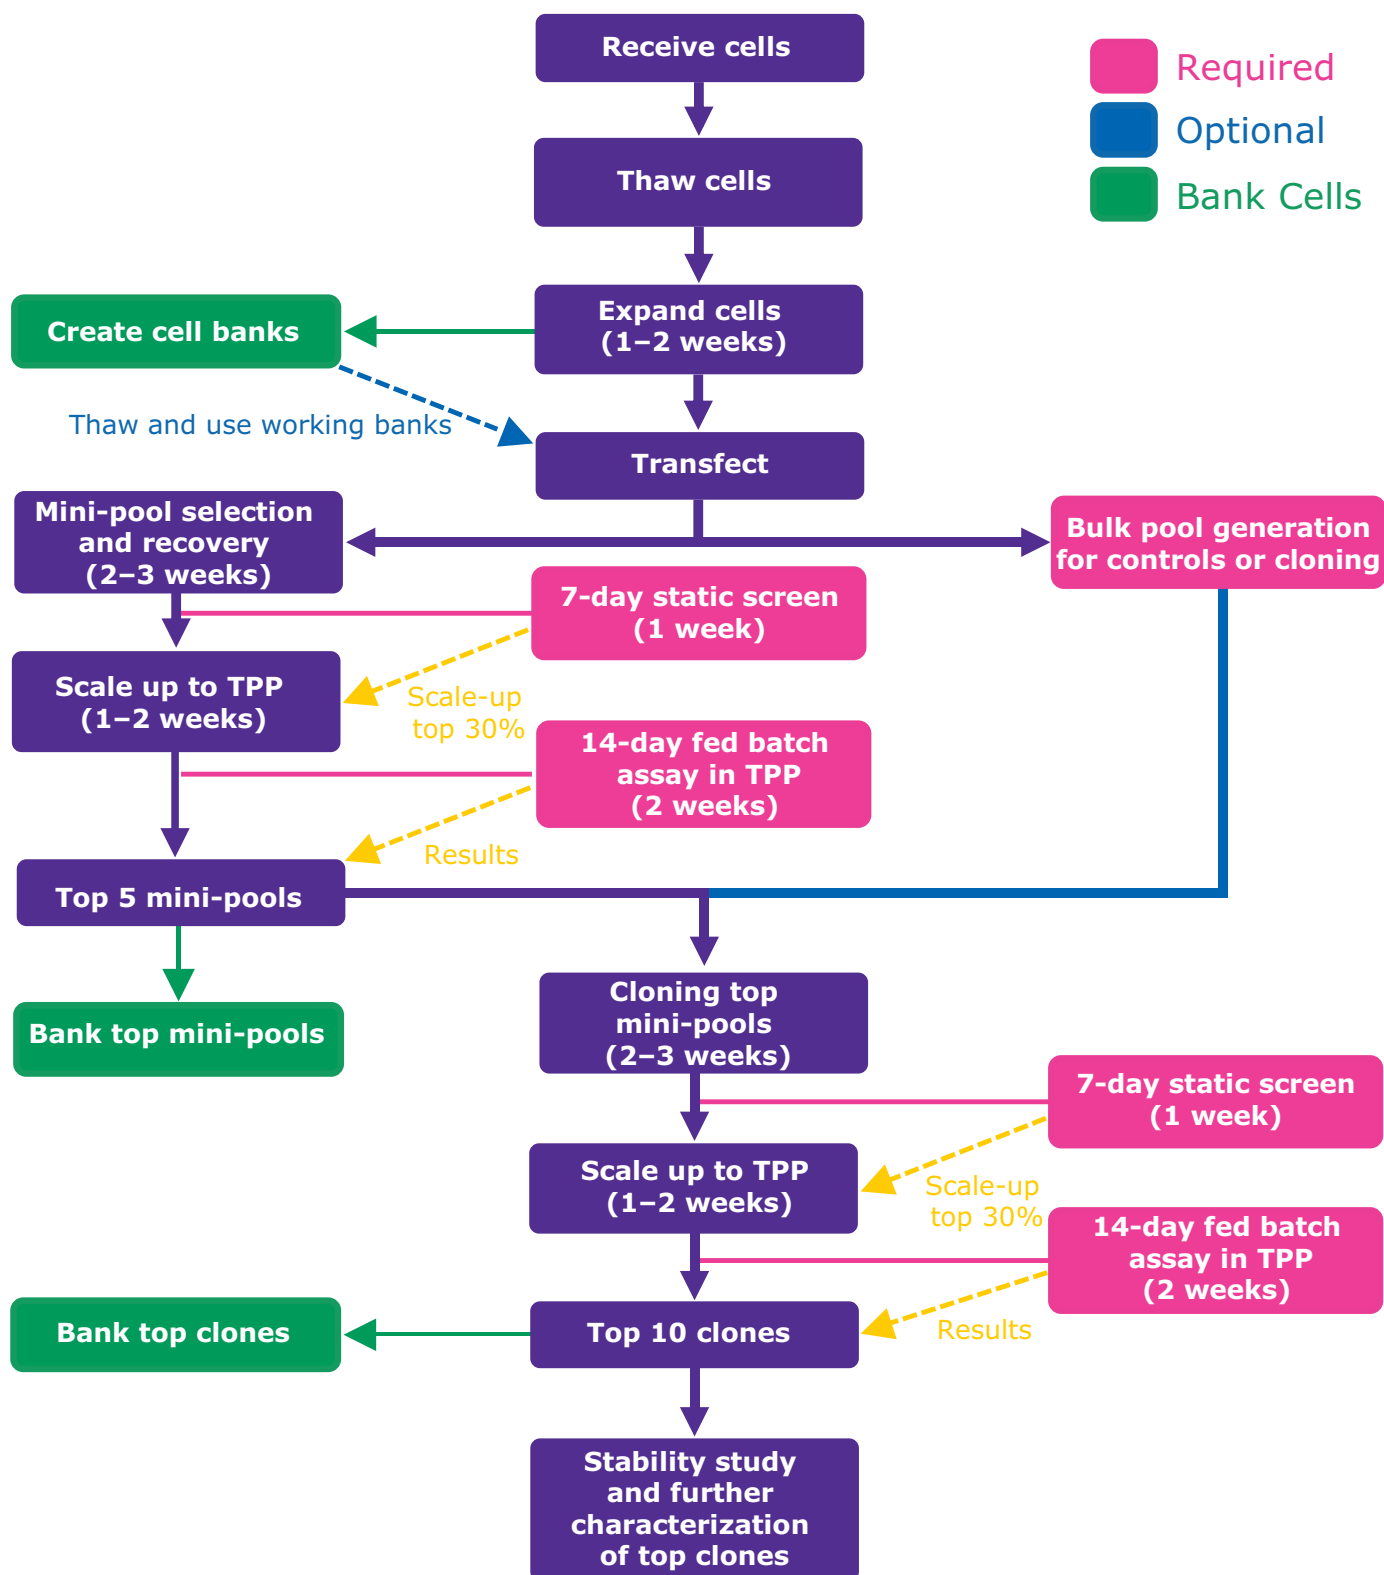 Receive cells
Required
Optional
Bank Cells
Thaw cells
Expand cells
(1–2 weeks)
Create cell banks
Thaw and use working banks
Transfect
Mini-pool selection
and recovery
(2–3 weeks)
Bulk pool generation
for controls or cloning
7-day static screen
(1 week)
Scale up to TPP
(1–2 weeks)
Scale-up
top 30%
14-day fed batch
assay in TPP
(2 weeks)
Results
Top 5 mini-pools
Bank top mini-pools
Cloning top
mini-pools
(2–3 weeks)
7-day static screen
(1 week)
Scale up to TPP
(1–2 weeks)
Scale-up
top 30%
14-day fed batch
assay in TPP
(2 weeks)
Results
Top 10 clones
Bank top clones
Stability study
and further
characterization
of top clones